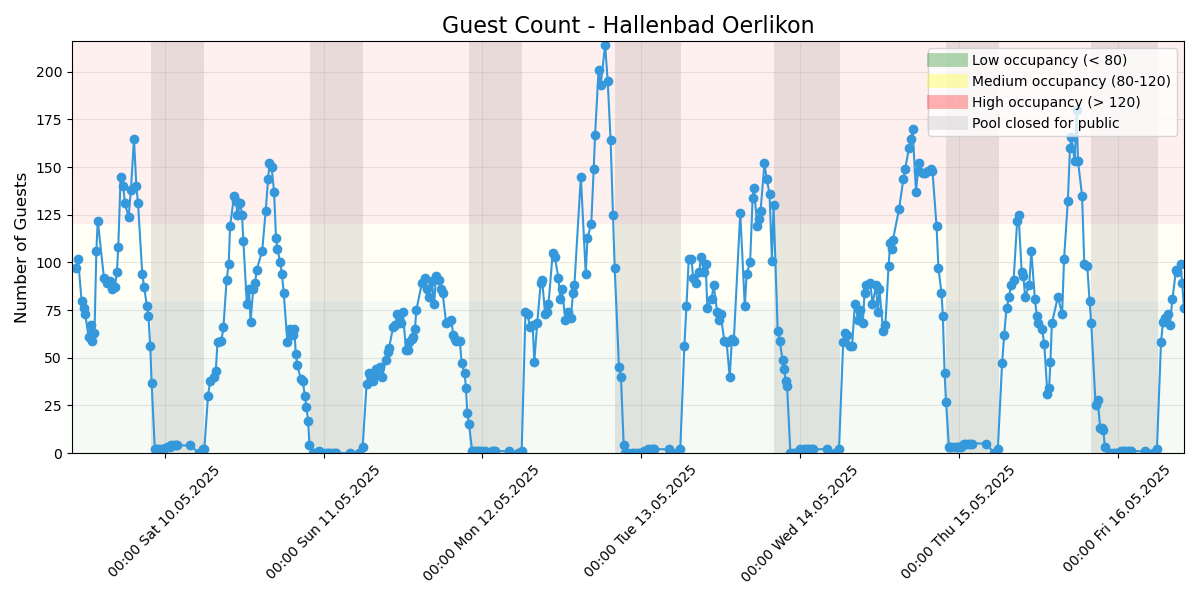 Guest Count - Hallenbad Oerlikon
Number of Guests
200
175
150
125
100
75
50
25
0
Low occupancy (< 80)
Medium occupancy (80-120)
High occupancy (> 120)
Pool closed for public
00:00 Sat 10.05.2025
00:00 Sun 11.05.2025
00:00 Mon 12.05.2025
00:00 Tue 13.05.2025
00:00 Wed 14.05.2025
00:00 Thu 15.05.2025
00:00 Fri 16.05.2025